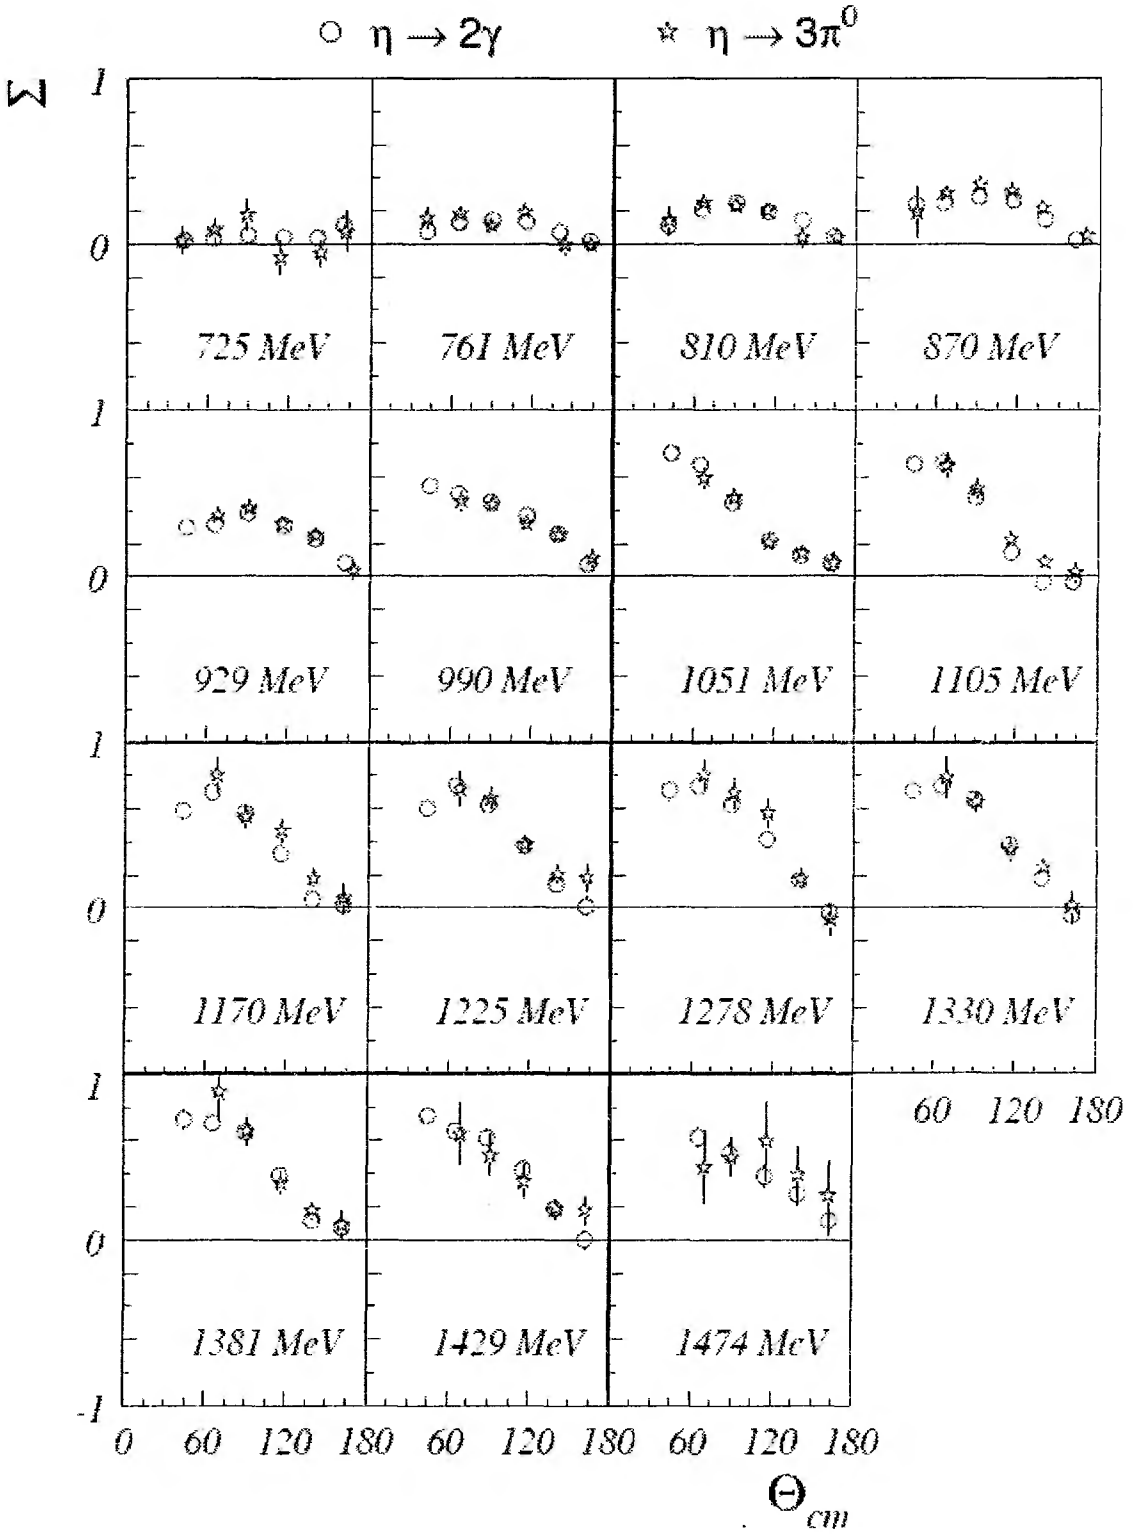 η → 2γ η → 3π⁰
Σ
1
0
725 MeV 761 MeV 810 MeV 870 MeV
1
0
929 MeV 990 MeV 1051 MeV 1105 MeV
1
0
1170 MeV 1225 MeV 1278 MeV 1330 MeV
1
60 120 180
0
1381 MeV 1429 MeV 1474 MeV
-1
0 60 120 180 60 120 180 60 120 180
Θcm